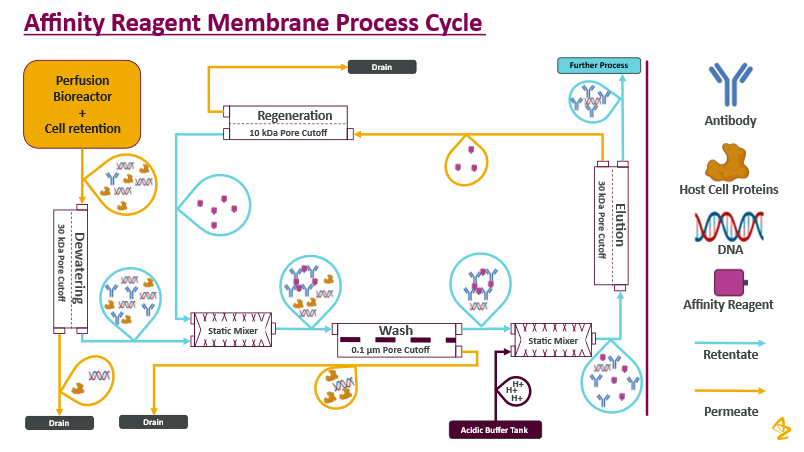 Affinity Reagent Membrane Process Cycle
Perfusion
Bioreactor
+
Cell retention
Drain
Regeneration
10 kDa Pore Cutoff
Further Process
Antibody
Host Cell Proteins
DNA
Affinity Reagent
Retentate
Permeate
Dewatering
30 kDa Pore Cutoff
Elution
30 kDa Pore Cutoff
Static Mixer
Wash
0.1 µm Pore Cutoff
Static Mixer
H+
H+
H+
Drain
Drain
Acidic Buffer Tank